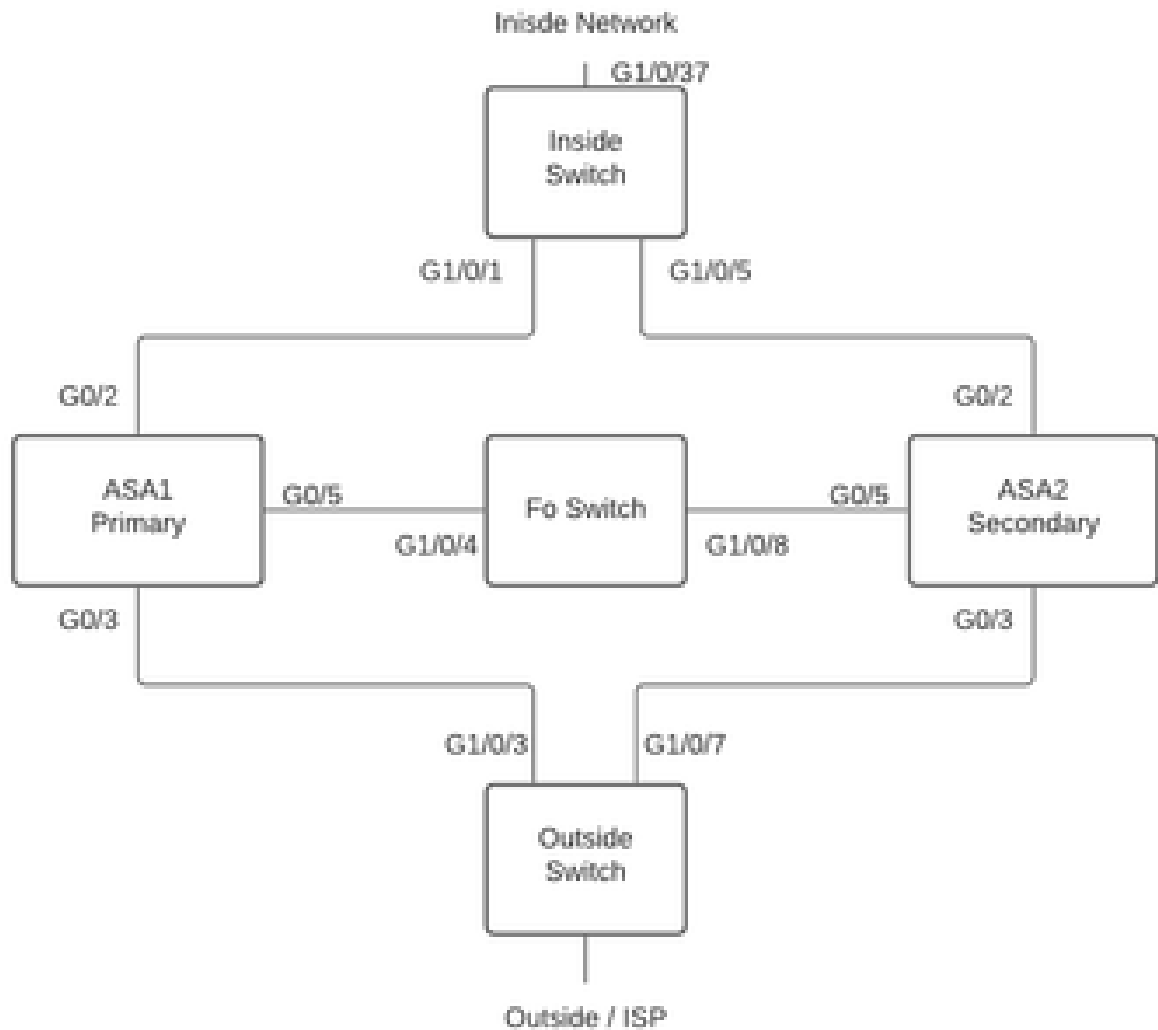 Inisde Network
G1/0/37
Inside
Switch
G1/0/1
G1/0/5
G0/2
G0/2
ASA1
Primary
G0/5
G1/0/4
Fo Switch
G0/5
G1/0/8
ASA2
Secondary
G0/3
G0/3
G1/0/3
G1/0/7
Outside
Switch
Outside / ISP